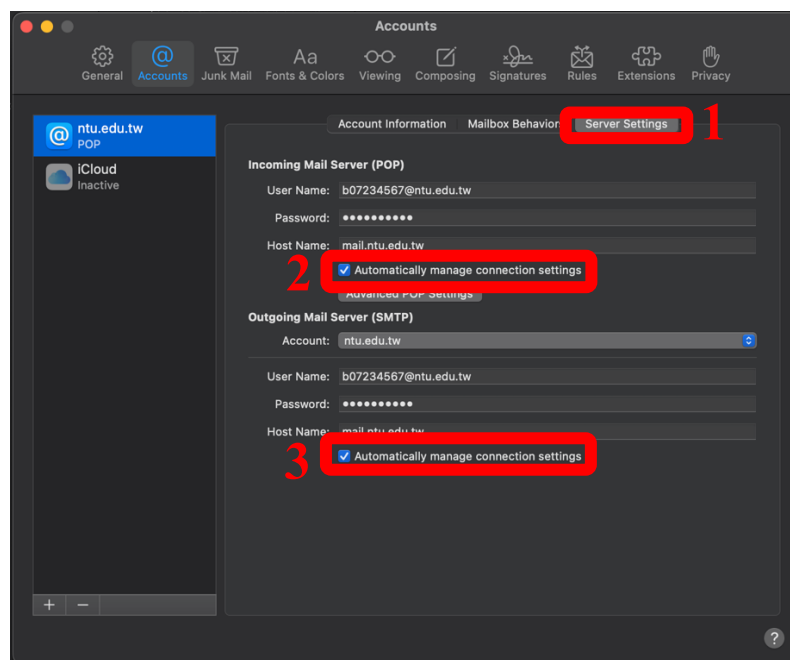 Accounts
General Accounts Junk Mail Fonts & Colors Viewing Composing Signatures Rules Extensions Privacy
1
ntu.edu.tw
POP
iCloud
Inactive
Account Information Mailbox Behaviors Server Settings
Incoming Mail Server (POP)
User Name: b07234567@ntu.edu.tw
Password: ••••••••••
Host Name: mail.ntu.edu.tw
2
Automatically manage connection settings
Advanced POP Settings
Outgoing Mail Server (SMTP)
Account: ntu.edu.tw
User Name: b07234567@ntu.edu.tw
Password: ••••••••••
Host Name: mail.ntu.edu.tw
3
Automatically manage connection settings
+ −
?